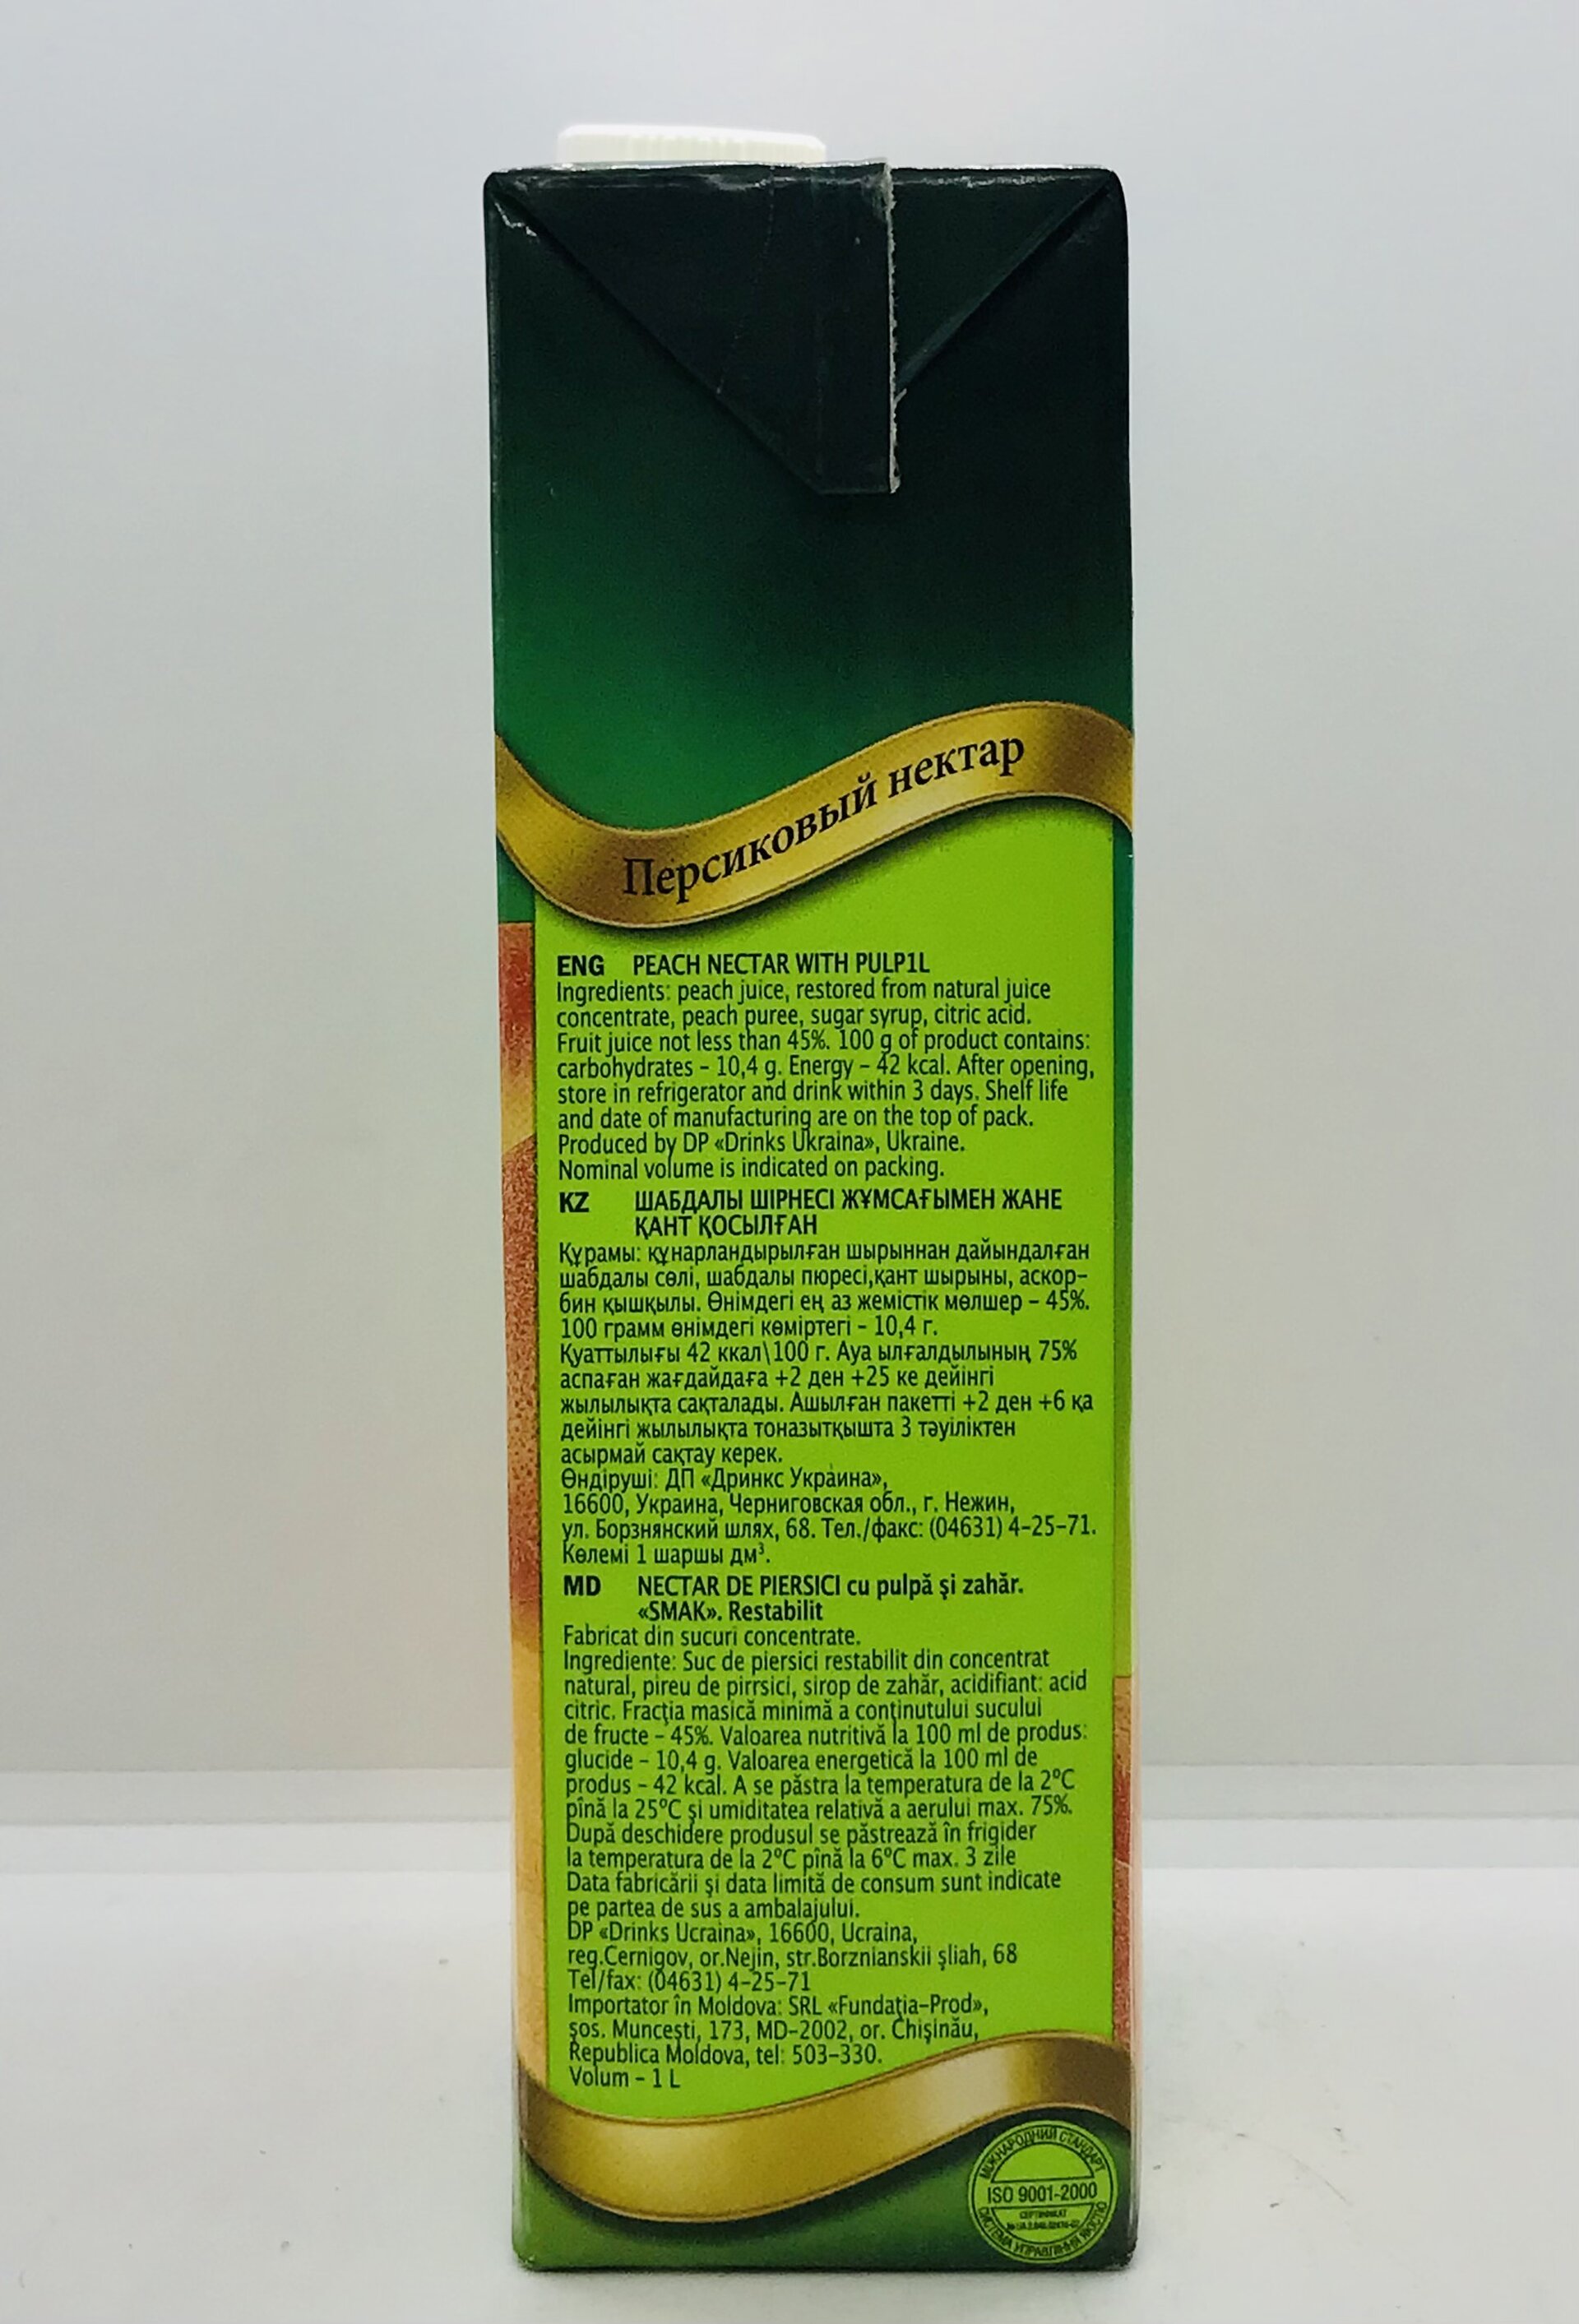 Персиковый нектар
ENG PEACH NECTAR WITH PULP1L
Ingredients: peach juice, restored from natural juice
concentrate, peach puree, sugar syrup, citric acid.
Fruit juice not less than 45%. 100 g of product contains:
carbohydrates – 10,4 g. Energy – 42 kcal. After opening,
store in refrigerator and drink within 3 days. Shelf life
and date of manufacturing are on the top of pack.
Produced by DP «Drinks Ukraina», Ukraine.
Nominal volume is indicated on packing.
KZ ШАБДАЛЫ ШІРНЕСІ ЖҰМСАҒЫМЕН ЖАНЕ
ҚАНТ ҚОСЫЛҒАН
Құрамы: құнарландырылған шырыннан дайындалған
шабдалы сөлі, шабдалы пюресі,қант шырыны, аскор-
бин қышқылы. Өнімдегі ең аз жемістік мөлшер – 45%.
100 грамм өнімдегі көміртегі – 10,4 г.
Қуаттылығы 42 ккал\100 г. Ауа ылғалдылының 75%
аспаған жағдайдаға +2 ден +25 ке дейінгі
жылылықта сақталады. Ашылған пакетті +2 ден +6 қа
дейінгі жылылықта тоназытқышта 3 тәуіліктен
асырмай сақтау керек.
Өндіруші: ДП «Дринкс Украина»,
16600, Украина, Черниговская обл., г. Нежин,
ул. Борзнянский шлях, 68. Тел./факс: (04631) 4-25-71.
Көлемі 1 шаршы дм³.
MD NECTAR DE PIERSICI cu pulpă şi zahăr.
«SMAK». Restabilit
Fabricat din sucuri concentrate.
Ingrediente: Suc de piersici restabilit din concentrat
natural, pireu de pirrsici, sirop de zahăr, acidifiant: acid
citric. Fracţia masică minimă a conţinutului sucului
de fructe – 45%. Valoarea nutritivă la 100 ml de produs:
glucide – 10,4 g. Valoarea energetică la 100 ml de
produs – 42 kcal. A se păstra la temperatura de la 2°C
pînă la 25°C şi umiditatea relativă a aerului max. 75%.
După deschidere produsul se păstrează în frigider
la temperatura de la 2°C pînă la 6°C max. 3 zile
Data fabricării şi data limită de consum sunt indicate
pe partea de sus a ambalajului.
DP «Drinks Ucraina», 16600, Ucraina,
reg.Cernigov, or.Nejin, str.Borznianskii şliah, 68
Tel/fax: (04631) 4-25-71
Importator în Moldova: SRL «Fundaţia-Prod»,
şos. Munceşti, 173, MD-2002, or. Chişinău,
Republica Moldova, tel: 503-330.
Volum – 1 L
МІЖНАРОДНИЙ СТАНДАРТ
ISO 9001-2000
СЕРТИФІКАТ
СИСТЕМА УПРАВЛІННЯ ЯКІСТЮ